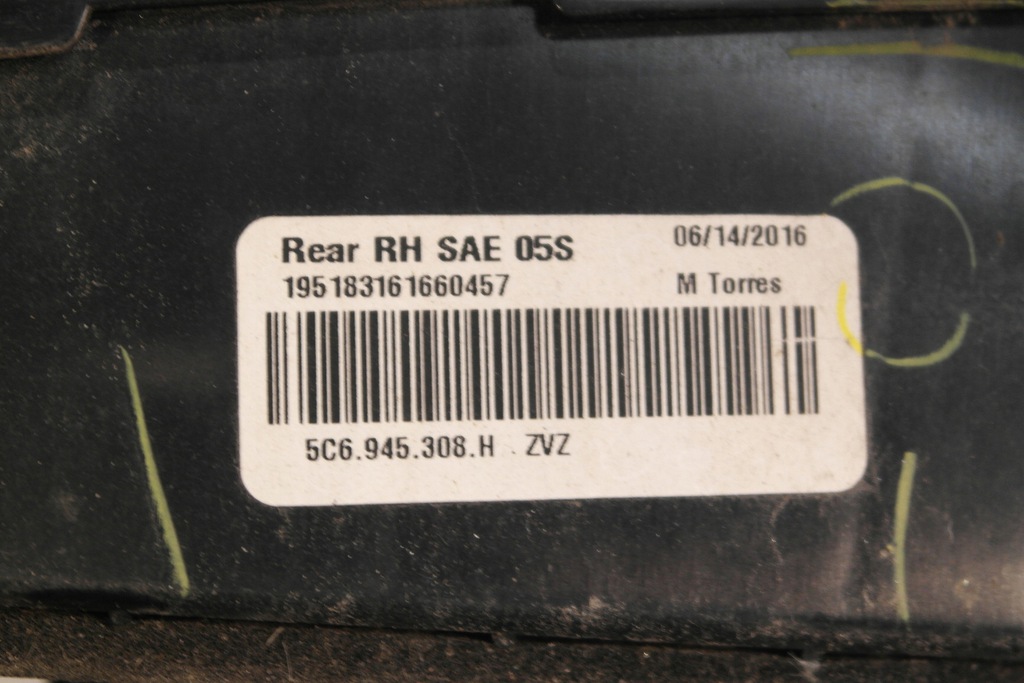 Rear RH SAE 05S
06/14/2016
195183161660457
M Torres
5C6.945.308.H ZVZ